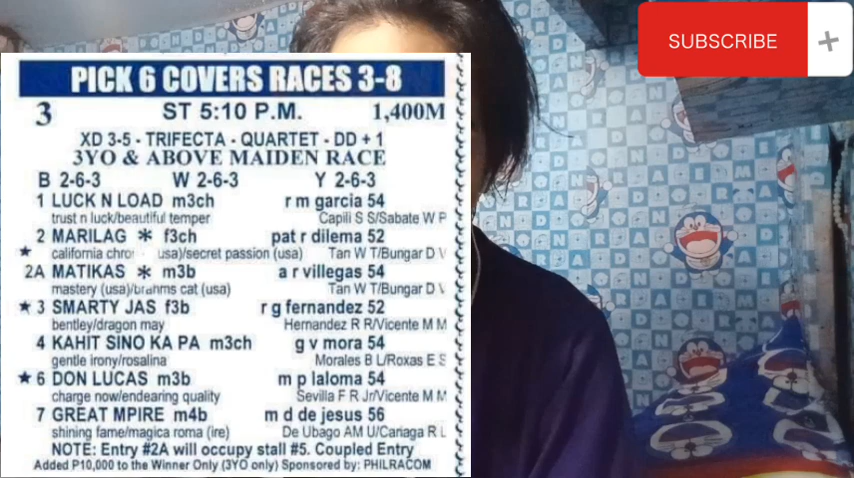 SUBSCRIBE
PICK 6 COVERS RACES 3-8
3 ST 5:10 P.M. 1,400M
XD 3-5 - TRIFECTA - QUARTET - DD + 1
3YO & ABOVE MAIDEN RACE
B 2-6-3 W 2-6-3 Y 2-6-3
1 LUCK N LOAD m3ch r m garcia 54
trust n luck/beautiful temper Capili S S/Sabate W P
2 MARILAG * f3ch pat r dilema 52
★ california chro usa)/secret passion (usa) Tan W T/Bungar D V
2A MATIKAS * m3b a r villegas 54
mastery (usa)/brahms cat (usa) Tan W T/Bungar D V
★ 3 SMARTY JAS f3b r g fernandez 52
bentley/dragon may Hernandez R R/Vicente M M
4 KAHIT SINO KA PA m3ch g v mora 54
gentle irony/rosalina Morales B L/Roxas E S
★ 6 DON LUCAS m3b m p laloma 54
charge now/endearing quality Sevilla F R Jr/Vicente M M
7 GREAT MPIRE m4b m d de jesus 56
shining fame/magica roma (ire) De Ubago AM U/Cariaga R L
NOTE: Entry #2A will occupy stall #5. Coupled Entry
Added P10,000 to the Winner Only (3YO only) Sponsored by: PHILRACOM